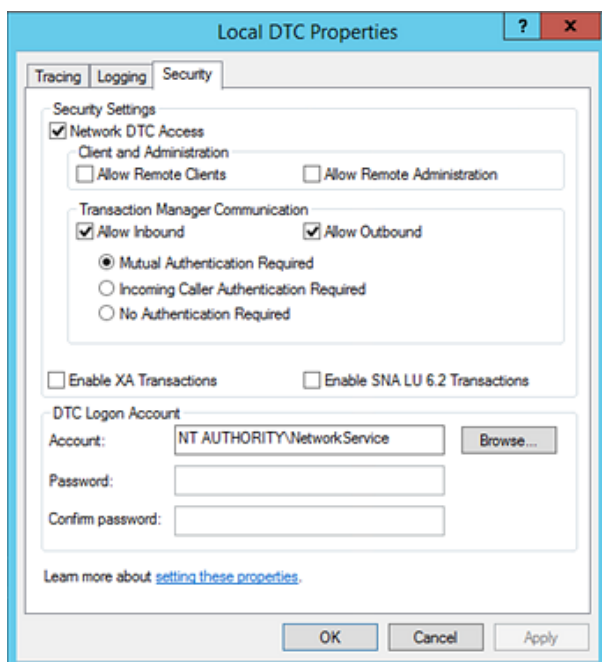 Local DTC Properties
? x
Tracing Logging Security
Security Settings
Network DTC Access
Client and Administration
Allow Remote Clients Allow Remote Administration
Transaction Manager Communication
Allow Inbound Allow Outbound
Mutual Authentication Required
Incoming Caller Authentication Required
No Authentication Required
Enable XA Transactions Enable SNA LU 6.2 Transactions
DTC Logon Account
Account: NT AUTHORITY\NetworkService Browse...
Password:
Confirm password:
Learn more about setting these properties.
OK Cancel Apply